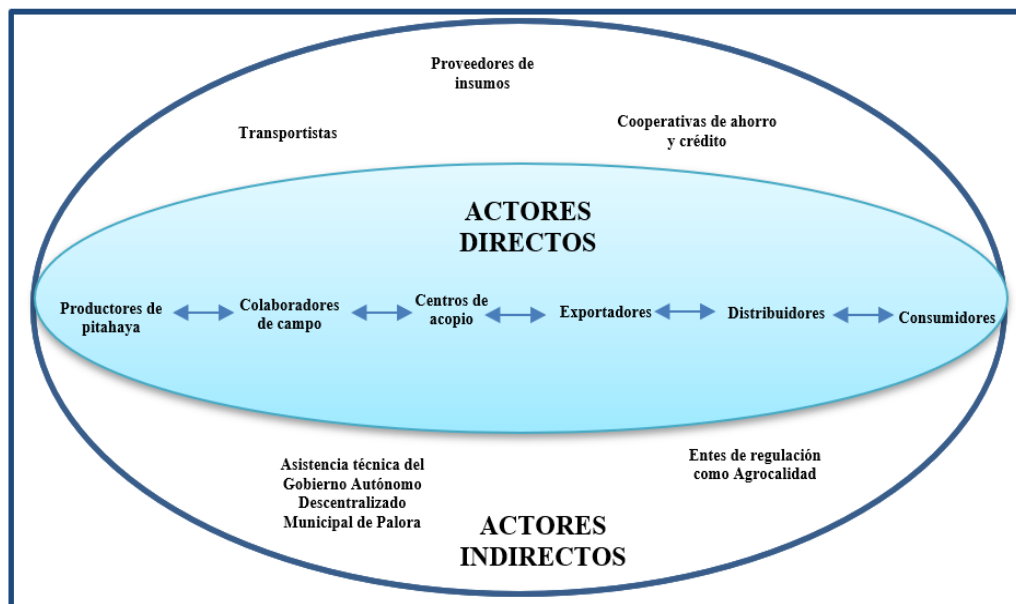 Proveedores de
insumos
Transportistas
Cooperativas de ahorro
y crédito
ACTORES
DIRECTOS
Productores de
pitahaya
Colaboradores
de campo
Centros de
acopio
Exportadores
Distribuidores
Consumidores
Asistencia técnica del
Gobierno Autónomo
Descentralizado
Municipal de Palora
Entes de regulación
como Agrocalidad
ACTORES
INDIRECTOS